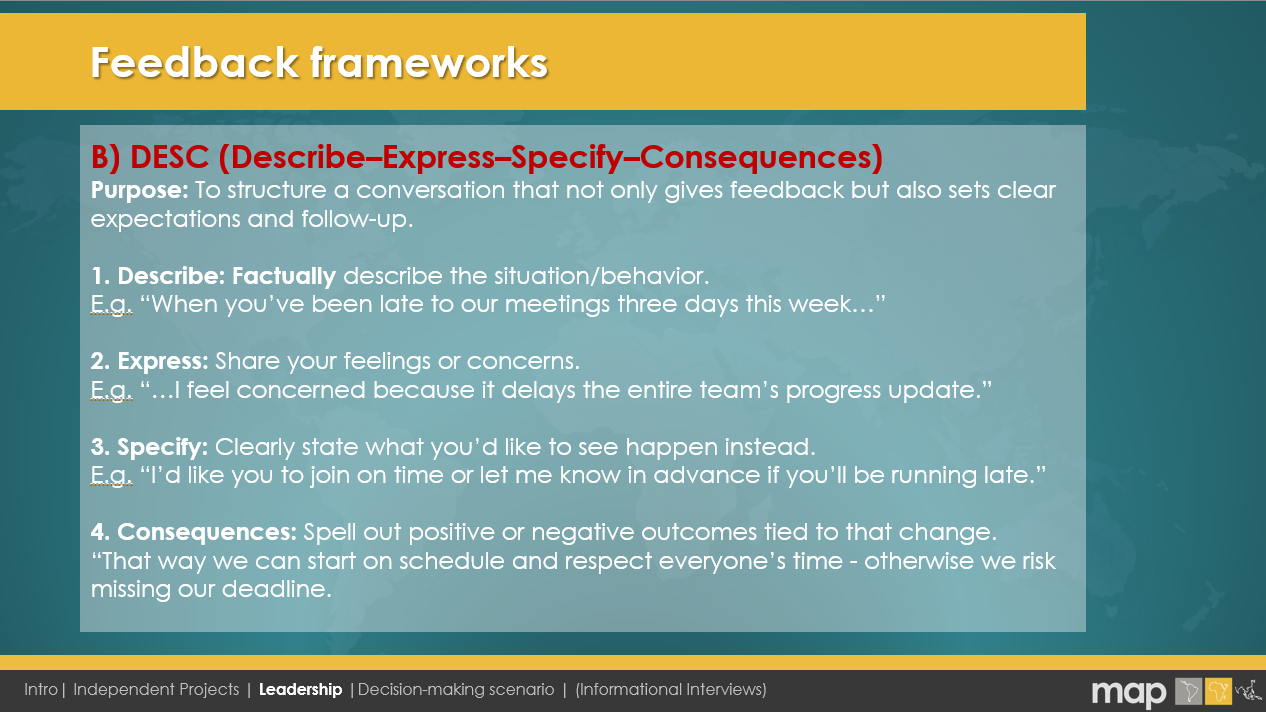 Feedback frameworks
B) DESC (Describe–Express–Specify–Consequences)
Purpose: To structure a conversation that not only gives feedback but also sets clear
expectations and follow-up.
1. Describe: Factually describe the situation/behavior.
E.g. “When you’ve been late to our meetings three days this week…”
2. Express: Share your feelings or concerns.
E.g. “…I feel concerned because it delays the entire team’s progress update.”
3. Specify: Clearly state what you’d like to see happen instead.
E.g. “I’d like you to join on time or let me know in advance if you’ll be running late.”
4. Consequences: Spell out positive or negative outcomes tied to that change.
“That way we can start on schedule and respect everyone’s time - otherwise we risk
missing our deadline.
Intro| Independent Projects | Leadership |Decision-making scenario | (Informational Interviews)
map